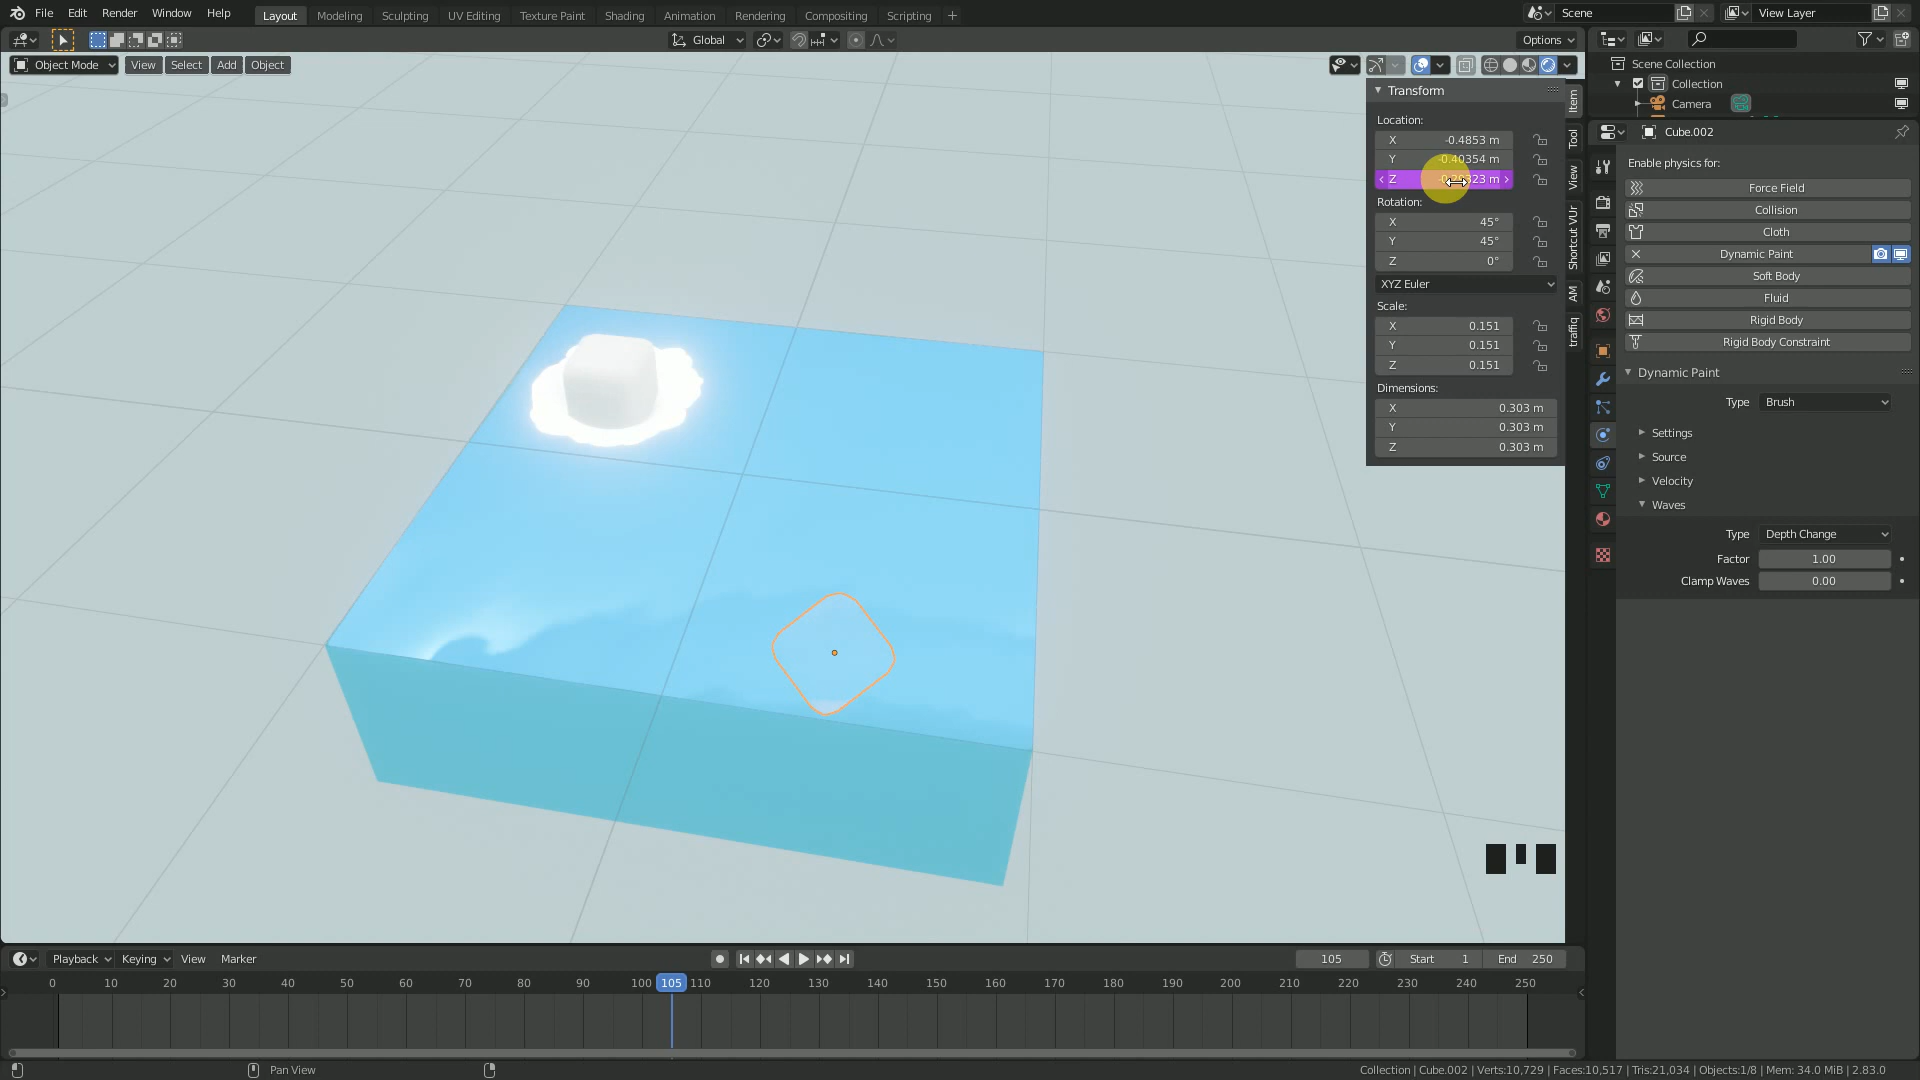 File Edit Render Window Help Layout Modeling Sculpting UV Editing Texture Paint Shading Animation Rendering Compositing Scripting + Scene View Layer
Global Options
Object Mode View Select Add Object
Transform
Location:
X -0.4853 m
Y -0.40354 m
Z
Rotation:
X 45°
Y 45°
Z 0°
XYZ Euler
Scale:
X 0.151
Y 0.151
Z 0.151
Dimensions:
X 0.303 m
Y 0.303 m
Z 0.303 m
Item
Tool
View
Shortcut VUr
AM
traffiq
Scene Collection
Collection
Camera
Cube.002
Enable physics for:
Force Field
Collision
Cloth
Dynamic Paint
Soft Body
Fluid
Rigid Body
Rigid Body Constraint
Dynamic Paint
Type Brush
Settings
Source
Velocity
Waves
Type Depth Change
Factor 1.00
Clamp Waves 0.00
Playback Keying View Marker 105 Start 1 End 250
0 10 20 30 40 50 60 70 80 90 100 105 110 120 130 140 150 160 170 180 190 200 210 220 230 240 250
Pan View Collection | Cube.002 | Verts:10,729 | Faces:10,517 | Tris:21,034 | Objects:1/8 | Mem: 34.0 MiB | 2.83.0